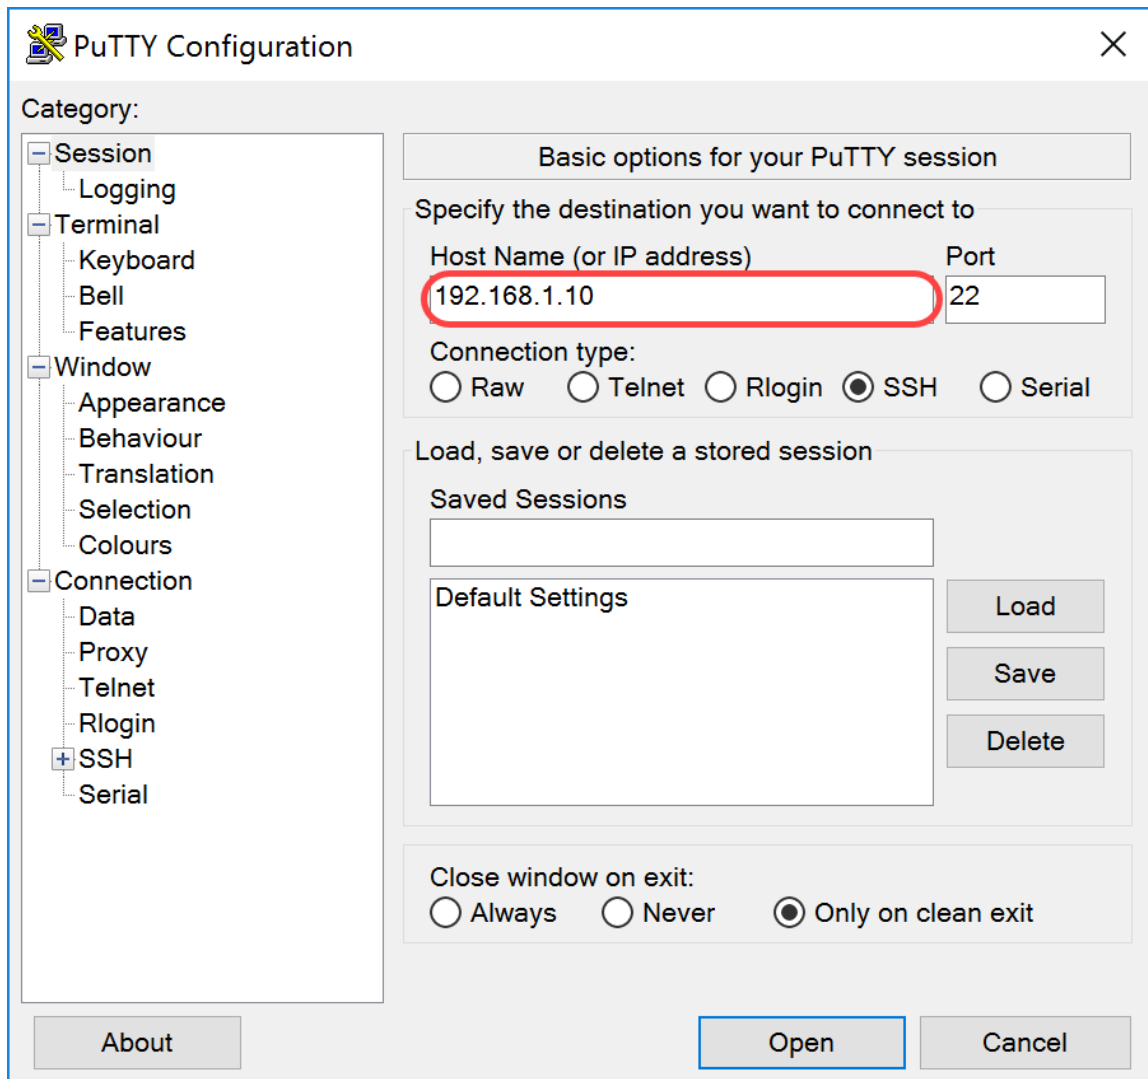 PuTTY Configuration
Category:
Session
Logging
Terminal
Keyboard
Bell
Features
Window
Appearance
Behaviour
Translation
Selection
Colours
Connection
Data
Proxy
Telnet
Rlogin
SSH
Serial
Basic options for your PuTTY session
Specify the destination you want to connect to
Host Name (or IP address) Port
192.168.1.10 22
Connection type:
Raw Telnet Rlogin SSH Serial
Load, save or delete a stored session
Saved Sessions
Default Settings
Load
Save
Delete
Close window on exit:
Always Never Only on clean exit
About Open Cancel